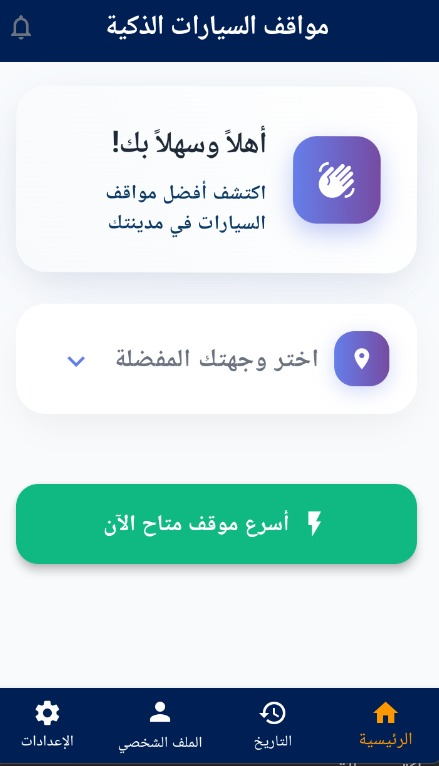 مواقف السيارات الذكية
أهلاً وسهلاً بك!
اكتشف أفضل مواقف
السيارات في مدينتك
اختر وجهتك المفضلة
أسرع موقف متاح الآن
الرئيسية
التاريخ
الملف الشخصي
الإعدادات